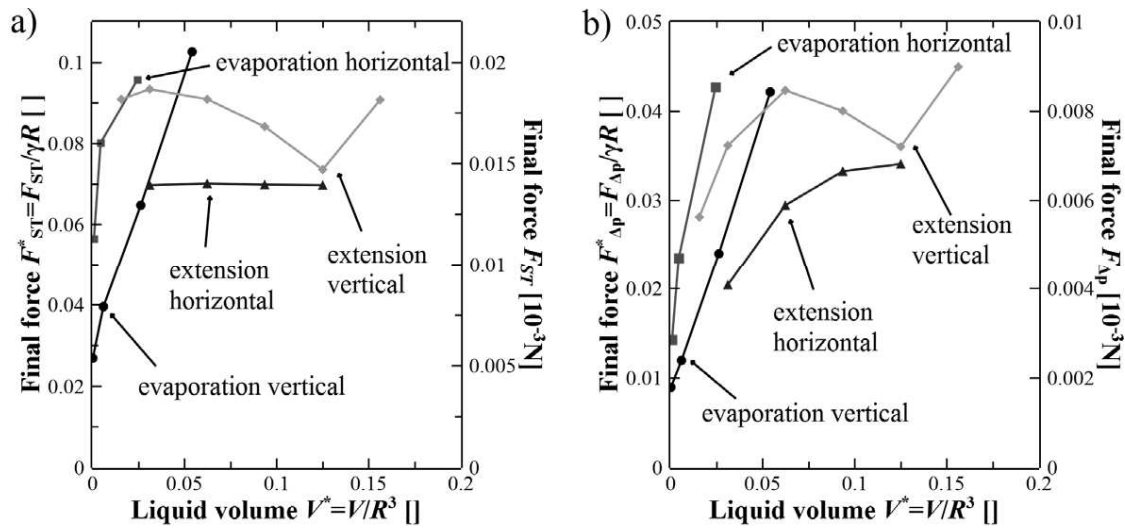 a)
Final force F*ST=FST/γR [ ]
0.1
0.08
0.06
0.04
0.02
0
0.02
0.015
0.01
0.005
0.000
Final force FST [10-3N]
evaporation horizontal
extension
horizontal
extension
vertical
evaporation vertical
0
0.05
0.1
0.15
0.2
Liquid volume V*=V/R3 []
b)
Final force F*Δp=FΔp/γR [ ]
0.05
0.04
0.03
0.02
0.01
0
0.01
0.008
0.006
0.004
0.002
0
Final force FΔp [10-3N]
evaporation horizontal
extension
vertical
extension
horizontal
evaporation vertical
0
0.05
0.1
0.15
0.2
Liquid volume V*=V/R3 []